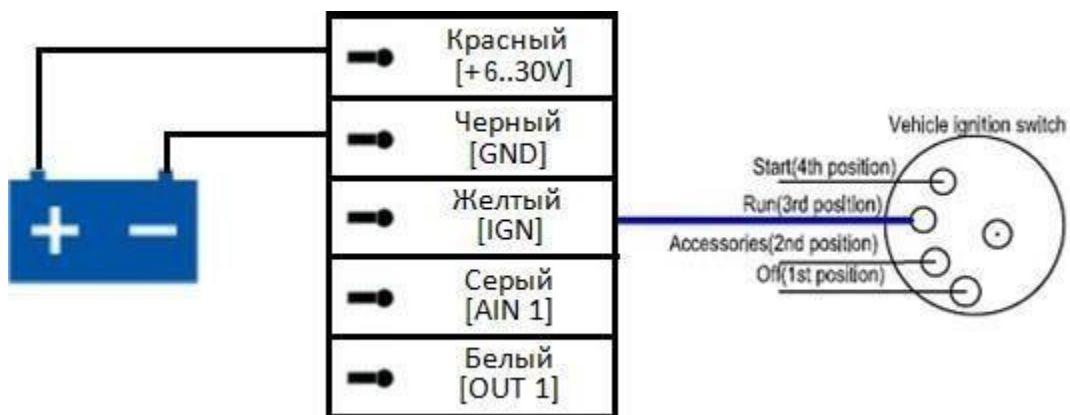 Красный
[+6..30V]
Черный
[GND]
Желтый
[IGN]
Серый
[AIN 1]
Белый
[OUT 1]
Vehicle ignition switch
Start(4th position)
Run(3rd position)
Accessories(2nd position)
Off(1st position)